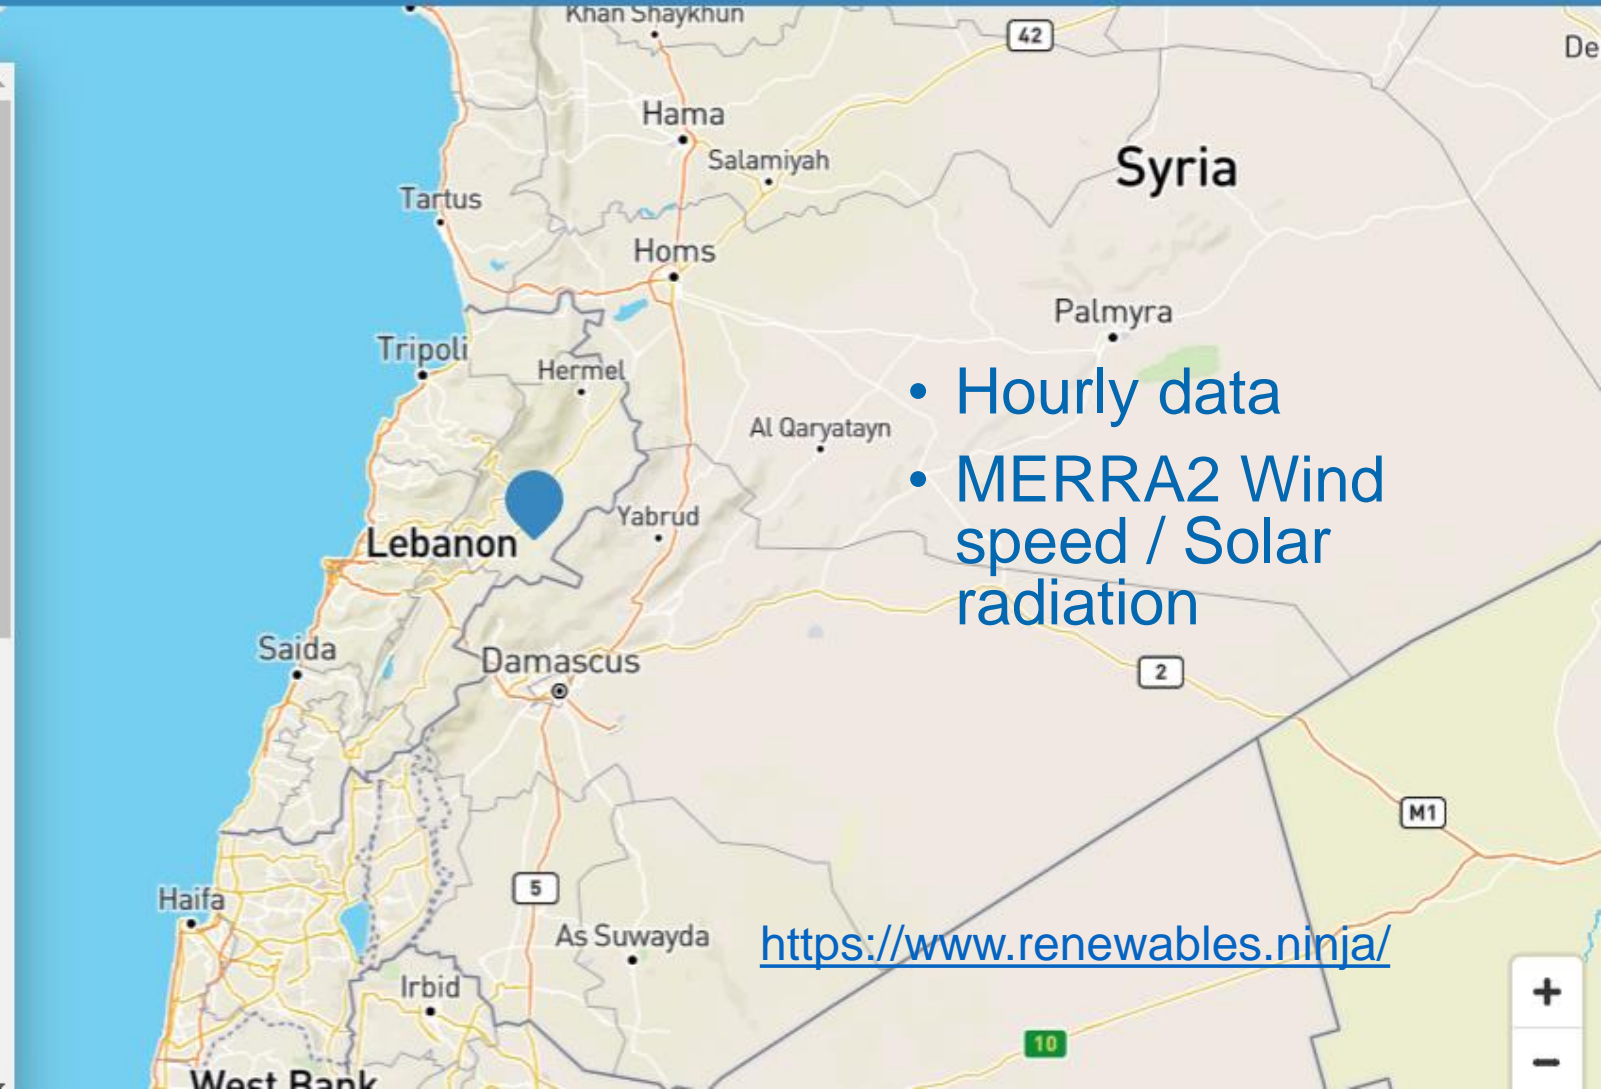 Khan Shaykhun
42
De
Hama
Salamiyah
Syria
Tartus
Homs
Palmyra
Tripoli
Hermel
• Hourly data
Al Qaryatayn
• MERRA2 Wind
speed / Solar
radiation
Yabrud
Lebanon
Saida
Damascus
2
M1
5
Haifa
As Suwayda
https://www.renewables.ninja/
Irbid
+
10
−
West Bank